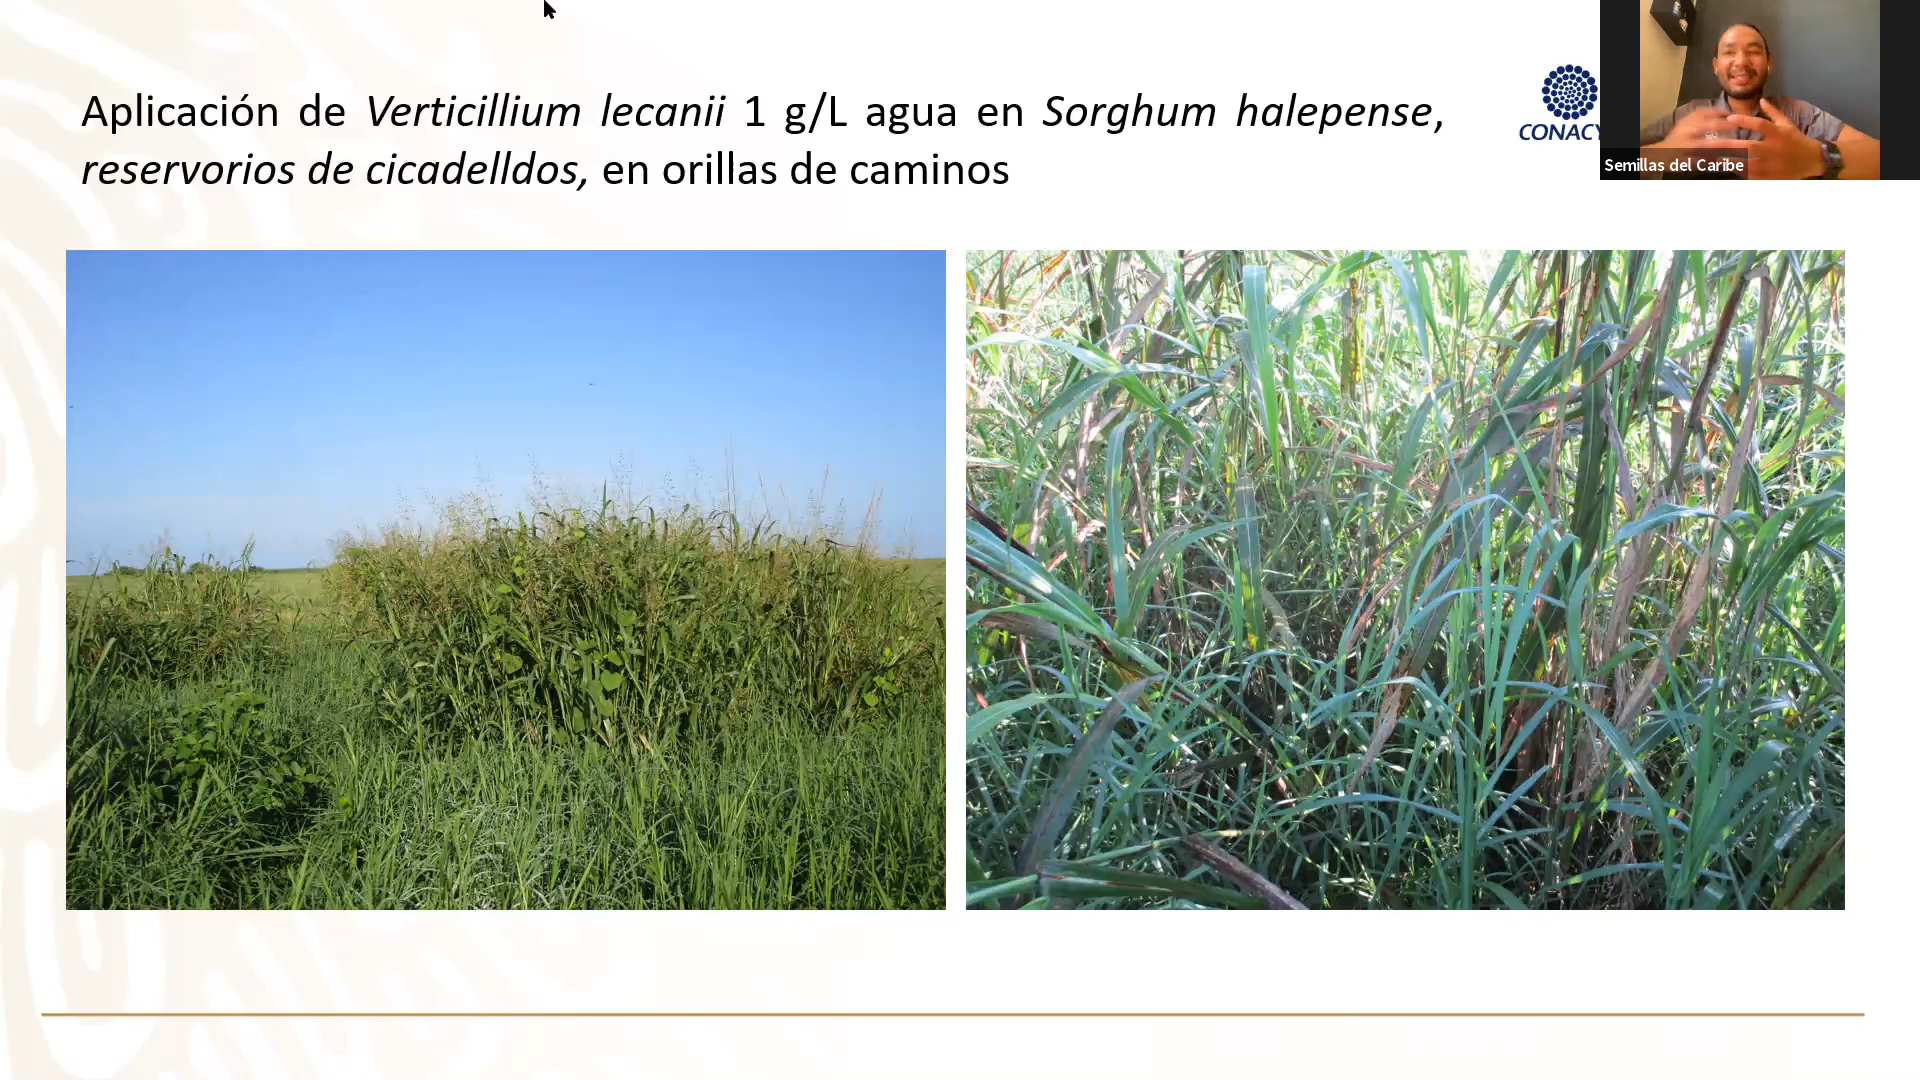 Aplicación de Verticillium lecanii 1 g/L agua en Sorghum halepense,
reservorios de cicadelldos, en orillas de caminos
CONACY
Semillas del Caribe